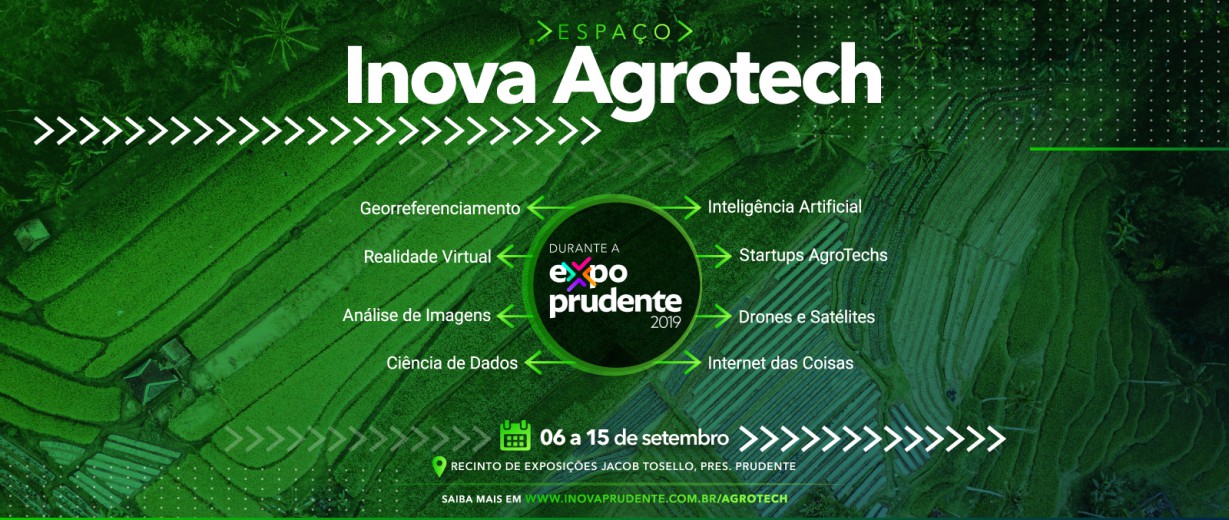 ESPAÇO
Inova Agrotech
Georreferenciamento
Inteligência Artificial
Realidade Virtual
Startups AgroTechs
Análise de Imagens
Drones e Satélites
Ciência de Dados
Internet das Coisas
DURANTE A
expo
prudente
2019
06 a 15 de setembro
RECINTO DE EXPOSIÇÕES JACOB TOSELLO, PRES. PRUDENTE
SAIBA MAIS EM WWW.INOVAPRUDENTE.COM.BR/AGROTECH